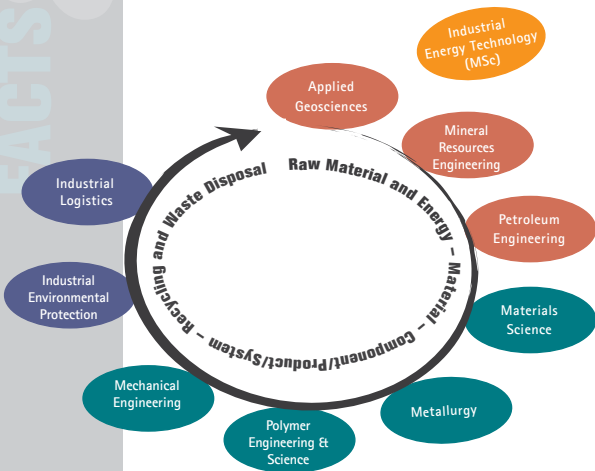 FACTS
Industrial
Energy Technology
(MSc)
Applied
Geosciences
Mineral
Resources
Engineering
Petroleum
Engineering
Materials
Science
Metallurgy
Polymer
Engineering &
Science
Mechanical
Engineering
Industrial
Environmental
Protection
Industrial
Logistics
Raw Material and Energy – Material – Component/Product/System – Recycling and Waste Disposal